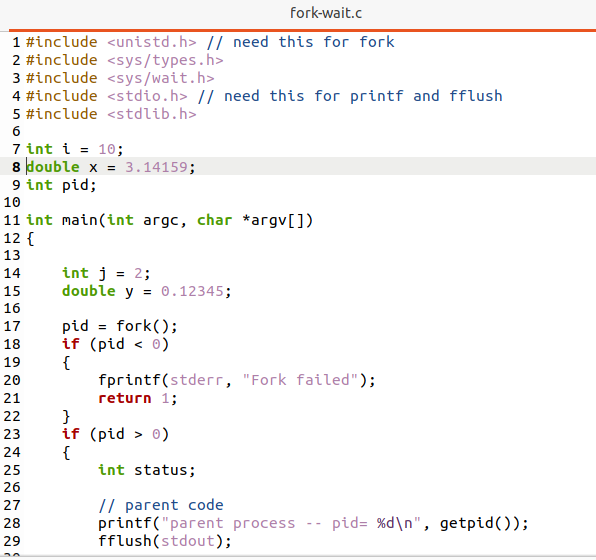 fork-wait.c
1 #include <unistd.h> // need this for fork
2 #include <sys/types.h>
3 #include <sys/wait.h>
4 #include <stdio.h> // need this for printf and fflush
5 #include <stdlib.h>
6
7 int i = 10;
8 double x = 3.14159;
9 int pid;
10
11 int main(int argc, char *argv[])
12 {
13
14     int j = 2;
15     double y = 0.12345;
16
17     pid = fork();
18     if (pid < 0)
19     {
20         fprintf(stderr, "Fork failed");
21         return 1;
22     }
23     if (pid > 0)
24     {
25         int status;
26
27         // parent code
28         printf("parent process -- pid= %d\n", getpid());
29         fflush(stdout);